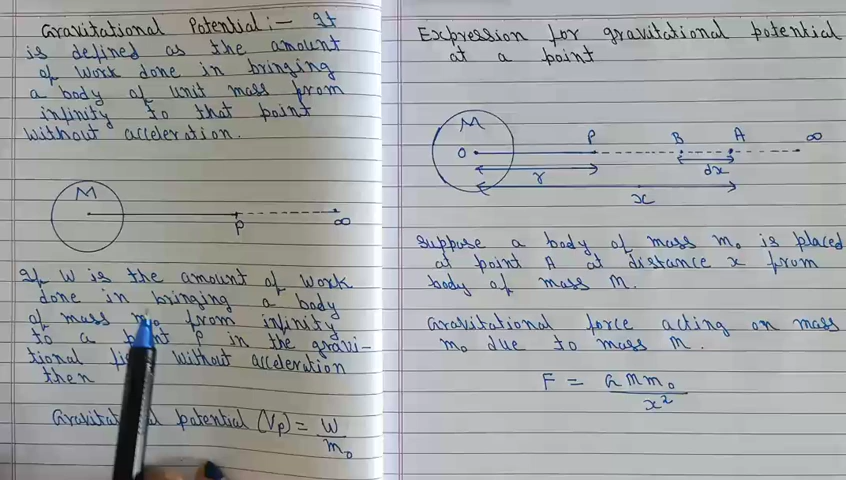 Gravitational Potential:- It
is defined as the amount
of work done in bringing
a body of unit mass from
infinity to that point
without acceleration.
M
P
∞
If W is the amount of work
done in bringing a body
of mass from infinity
to a P in the gravi-
tional without acceleration
then
potential (Vp) = W/m₀
Expression for gravitational potential
at a point
M
O P B A ∞
r dx
x
Suppose a body of mass m₀ is placed
at point A at distance x from
body of mass M.
Gravitational force acting on mass
m₀ due to mass M.
F = GMm₀/x²